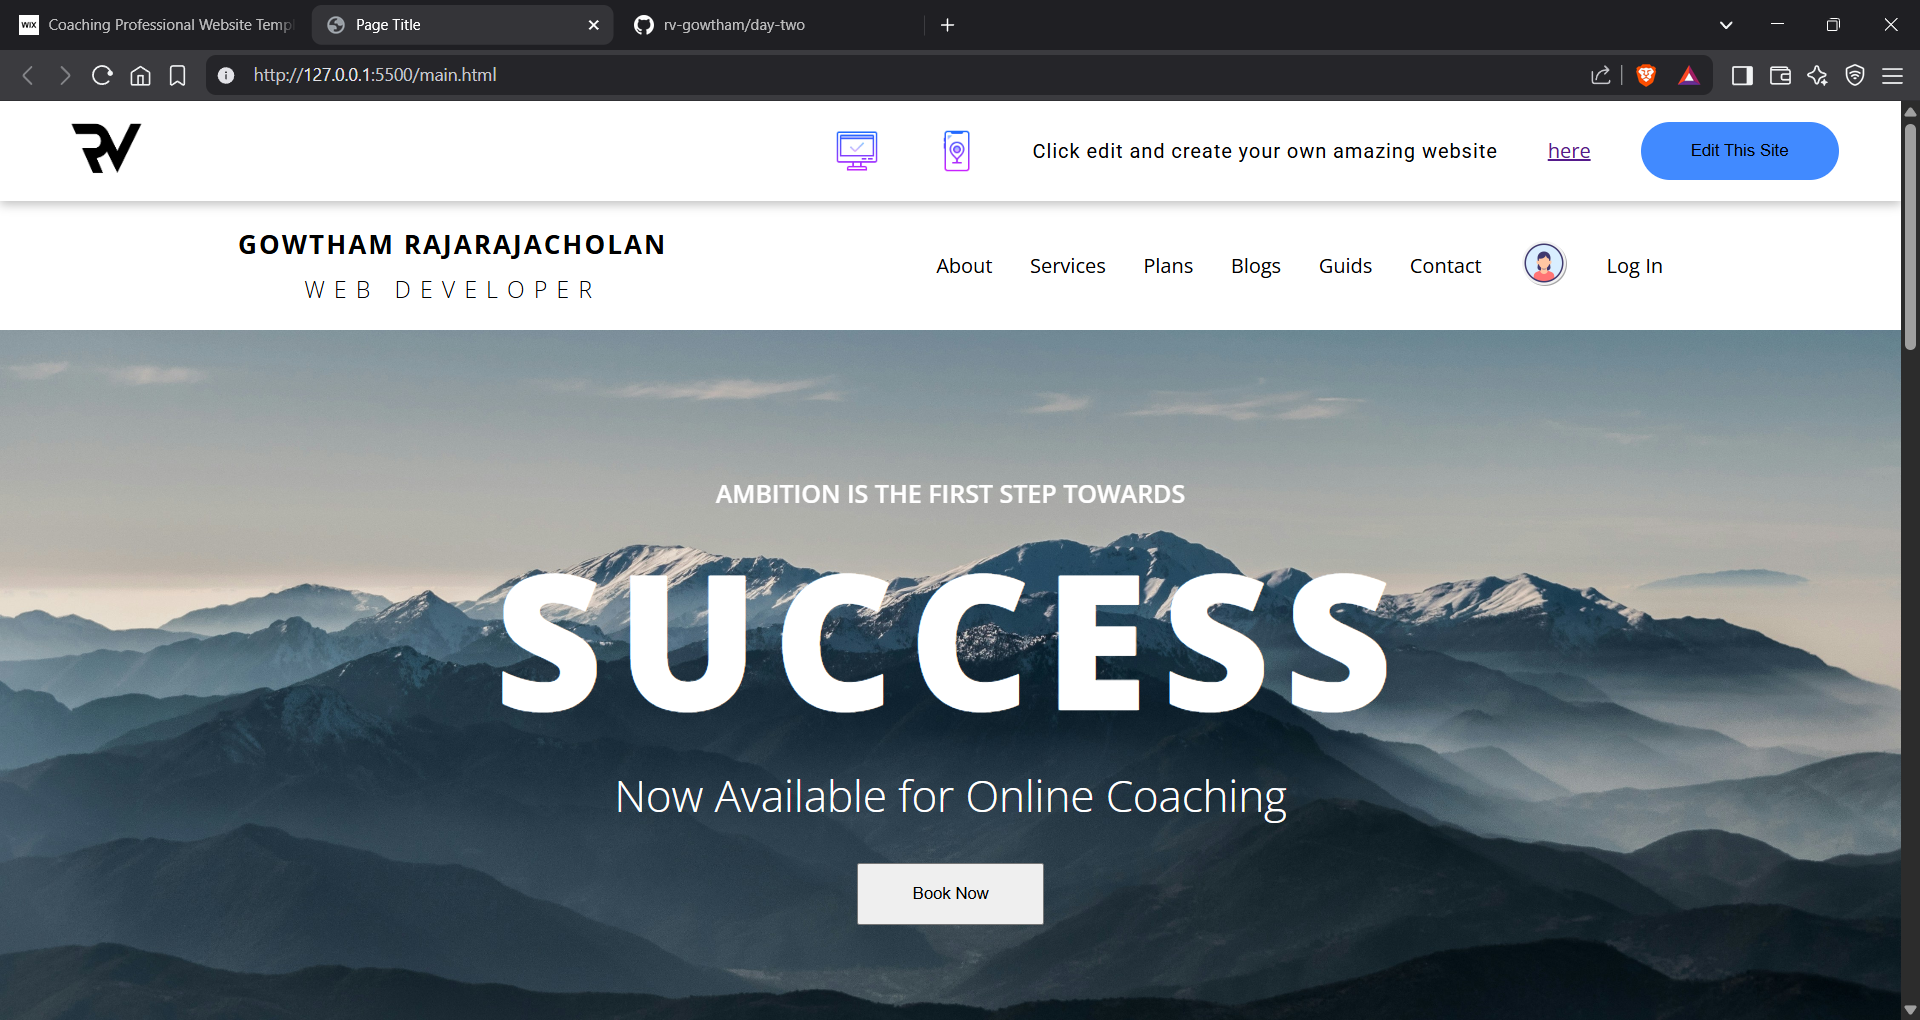 WIX Coaching Professional Website Temp
Page Title
rv-gowtham/day-two
http://127.0.0.1:5500/main.html
RV
Click edit and create your own amazing website here
Edit This Site
GOWTHAM RAJARAJACHOLAN
WEB DEVELOPER
About Services Plans Blogs Guids Contact Log In
AMBITION IS THE FIRST STEP TOWARDS
SUCCESS
Now Available for Online Coaching
Book Now